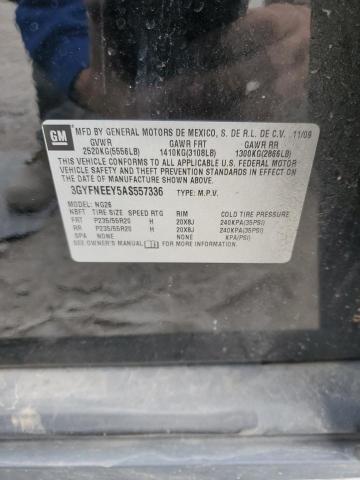 GM
MFD BY GENERAL MOTORS DE MEXICO, S. DE R.L. DE C.V. 11/09
GVWR GAWR FRT GAWR RR
2520KG(5556LB) 1410KG(3108LB) 1300KG(2866LB)
THIS VEHICLE CONFORMS TO ALL APPLICABLE U.S. FEDERAL MOTOR
VEHICLE SAFETY AND THEFT PREVENTION STANDARDS IN EFFECT
ON THE DATE OF MANUFACTURE SHOWN ABOVE.
3GYFNEEY5AS557336 TYPE: M.P.V.
MODEL: NG26
NBFT TIRE SIZE SPEED RTG RIM COLD TIRE PRESSURE
FRT P235/55R20 H 20X8J 240KPA(35PSI)
RR P235/55R20 H 20X8J 240KPA(35PSI)
SPA NONE NONE KPA(PSI)
SEE OWNER MANUAL FOR ADDITIONAL INFORMATION.